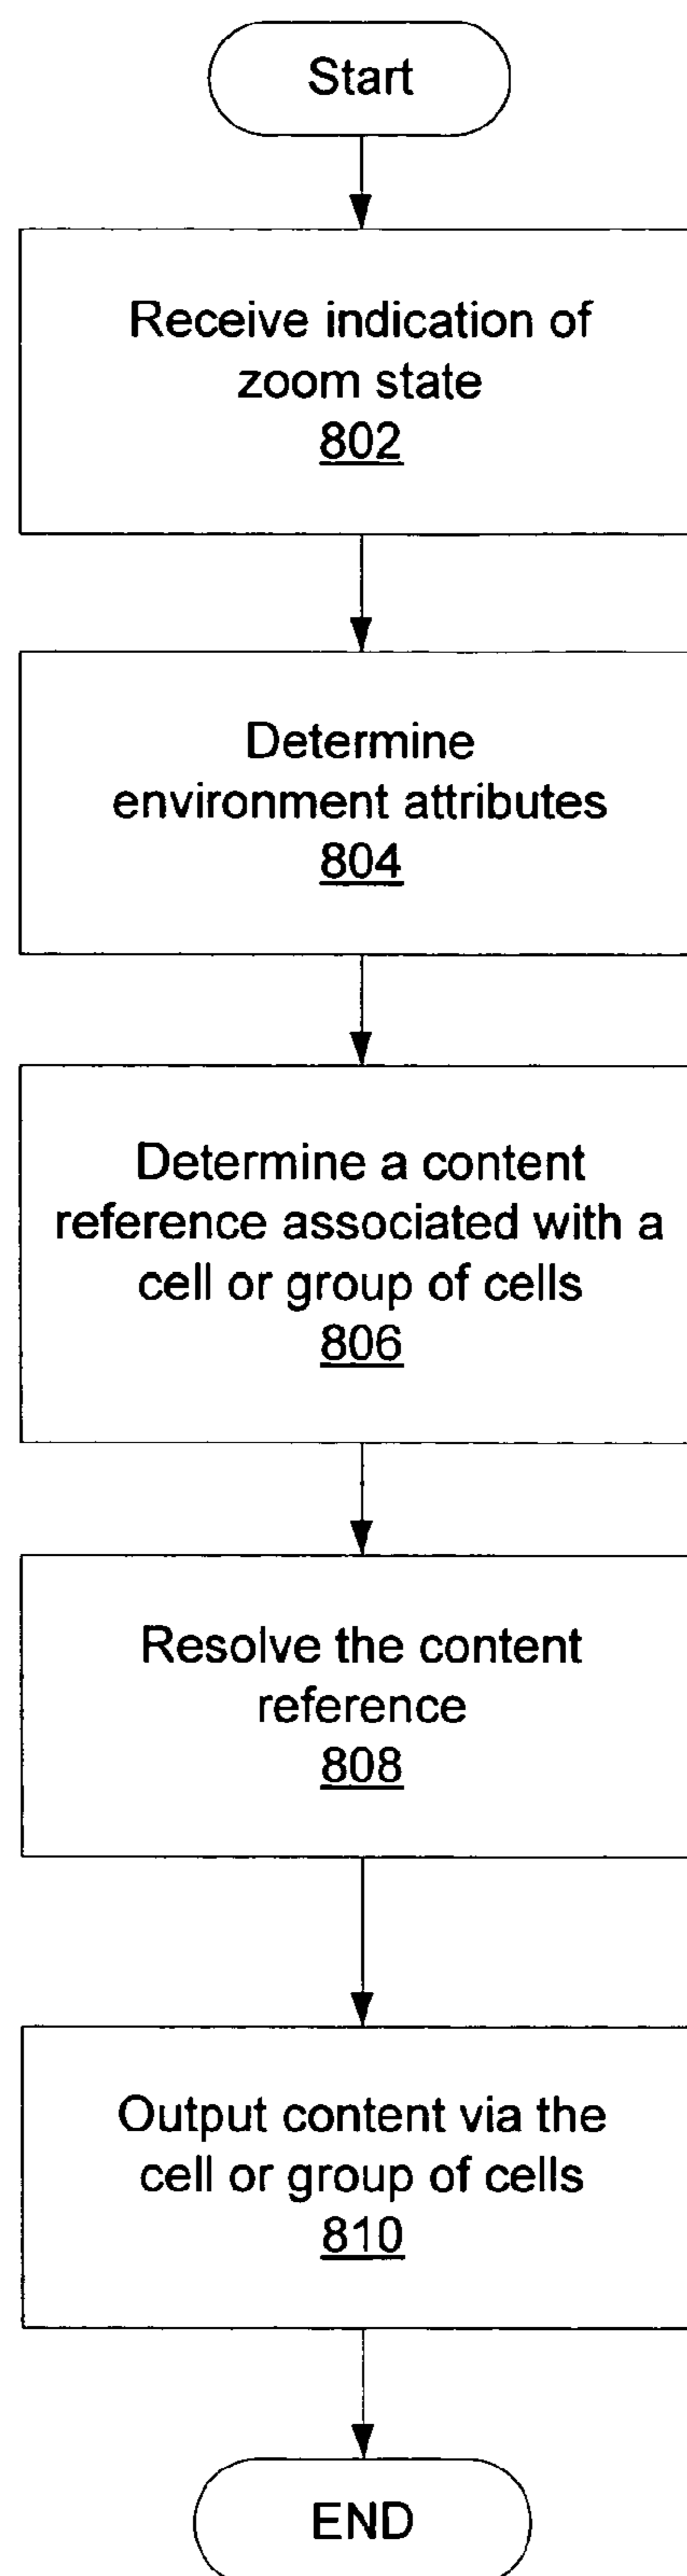 Start
Receive indication of
zoom state
802
Determine
environment attributes
804
Determine a content
reference associated with a
cell or group of cells
806
Resolve the content
reference
808
Output content via the
cell or group of cells
810
END